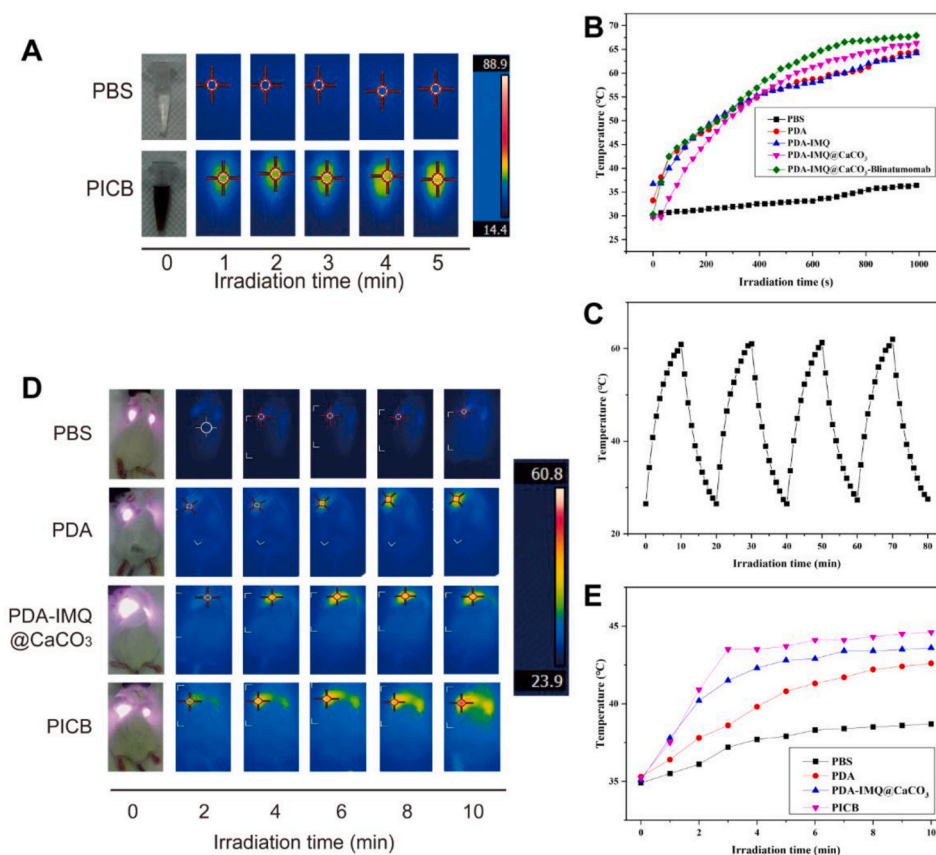 A
PBS
PICB
88.9
14.4
0 1 2 3 4 5
Irradiation time (min)
B
Temperature (℃)
75
70
65
60
55
50
45
40
35
30
25
PBS
PDA
PDA-IMQ
PDA-IMQ@CaCO₃
PDA-IMQ@CaCO₃-Blinatumomab
0 200 400 600 800 1000
Irradiation time (s)
C
Temperature (℃)
60
40
20
0 10 20 30 40 50 60 70 80
Irradiation time (min)
D
PBS
PDA
PDA-IMQ
@CaCO₃
PICB
60.8
23.9
0 2 4 6 8 10
Irradiation time (min)
E
Temperature (℃)
45
40
35
30
PBS
PDA
PDA-IMQ@CaCO₃
PICB
0 2 4 6 8 10
Irradiation time (min)